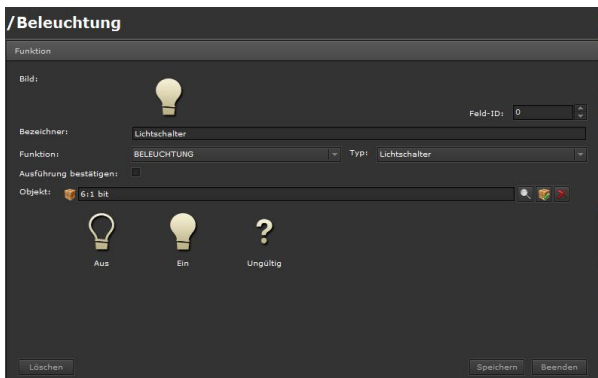 /Beleuchtung
Funktion
Bild:
Feld-ID: 0
Bezeichner: Lichtschalter
Funktion: BELEUCHTUNG Typ: Lichtschalter
Ausführung bestätigen:
Objekt: 6:1 bit
?
Aus Ein Ungültig
Löschen Speichern Beenden